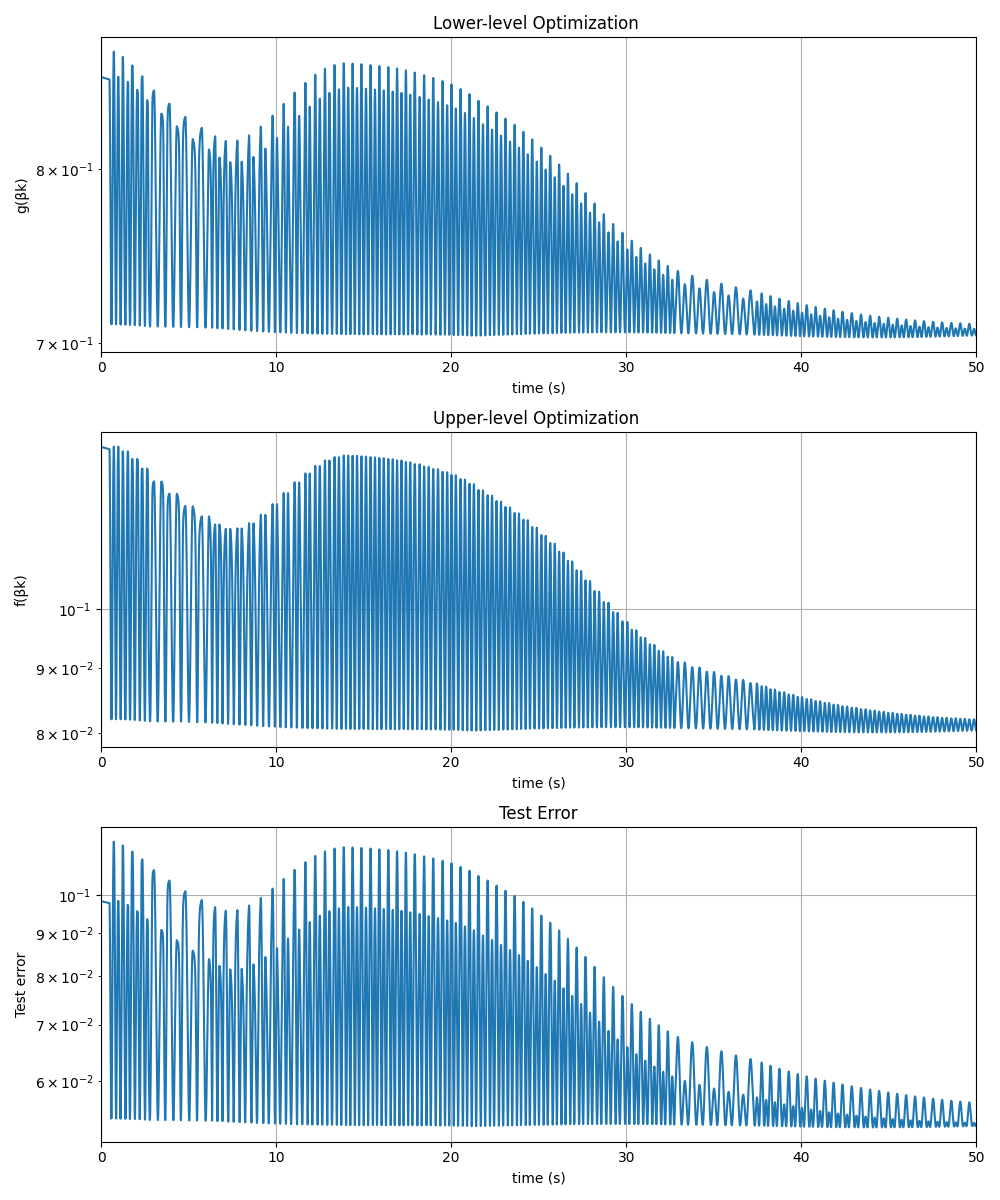 Lower-level Optimization
g(βk)
8 × 10⁻¹
7 × 10⁻¹
0 10 20 30 40 50
time (s)
Upper-level Optimization
f(βk)
10⁻¹
9 × 10⁻²
8 × 10⁻²
0 10 20 30 40 50
time (s)
Test Error
Test error
10⁻¹
9 × 10⁻²
8 × 10⁻²
7 × 10⁻²
6 × 10⁻²
0 10 20 30 40 50
time (s)